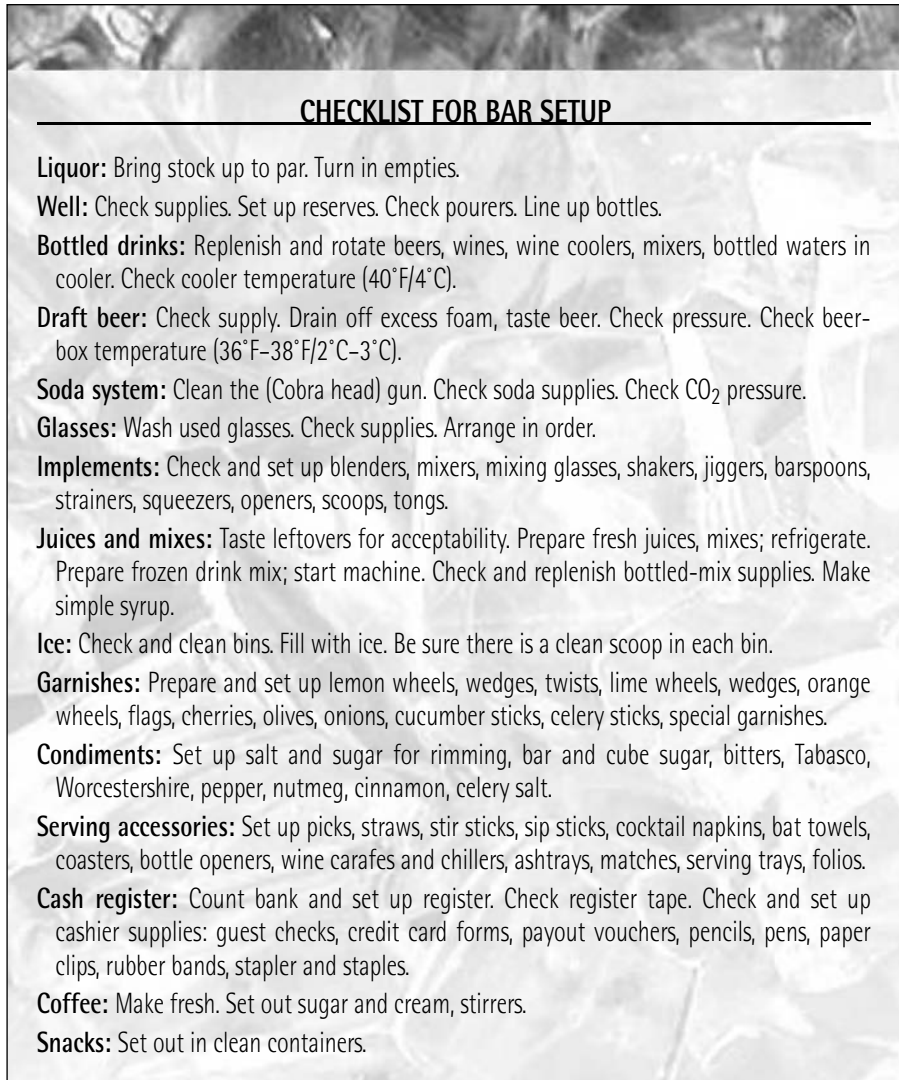 CHECKLIST FOR BAR SETUP
Liquor: Bring stock up to par. Turn in empties.
Well: Check supplies. Set up reserves. Check pourers. Line up bottles.
Bottled drinks: Replenish and rotate beers, wines, wine coolers, mixers, bottled waters in
cooler. Check cooler temperature (40˚F/4˚C).
Draft beer: Check supply. Drain off excess foam, taste beer. Check pressure. Check beer-
box temperature (36˚F–38˚F/2˚C–3˚C).
Soda system: Clean the (Cobra head) gun. Check soda supplies. Check CO₂ pressure.
Glasses: Wash used glasses. Check supplies. Arrange in order.
Implements: Check and set up blenders, mixers, mixing glasses, shakers, jiggers, barspoons,
strainers, squeezers, openers, scoops, tongs.
Juices and mixes: Taste leftovers for acceptability. Prepare fresh juices, mixes; refrigerate.
Prepare frozen drink mix; start machine. Check and replenish bottled-mix supplies. Make
simple syrup.
Ice: Check and clean bins. Fill with ice. Be sure there is a clean scoop in each bin.
Garnishes: Prepare and set up lemon wheels, wedges, twists, lime wheels, wedges, orange
wheels, flags, cherries, olives, onions, cucumber sticks, celery sticks, special garnishes.
Condiments: Set up salt and sugar for rimming, bar and cube sugar, bitters, Tabasco,
Worcestershire, pepper, nutmeg, cinnamon, celery salt.
Serving accessories: Set up picks, straws, stir sticks, sip sticks, cocktail napkins, bat towels,
coasters, bottle openers, wine carafes and chillers, ashtrays, matches, serving trays, folios.
Cash register: Count bank and set up register. Check register tape. Check and set up
cashier supplies: guest checks, credit card forms, payout vouchers, pencils, pens, paper
clips, rubber bands, stapler and staples.
Coffee: Make fresh. Set out sugar and cream, stirrers.
Snacks: Set out in clean containers.